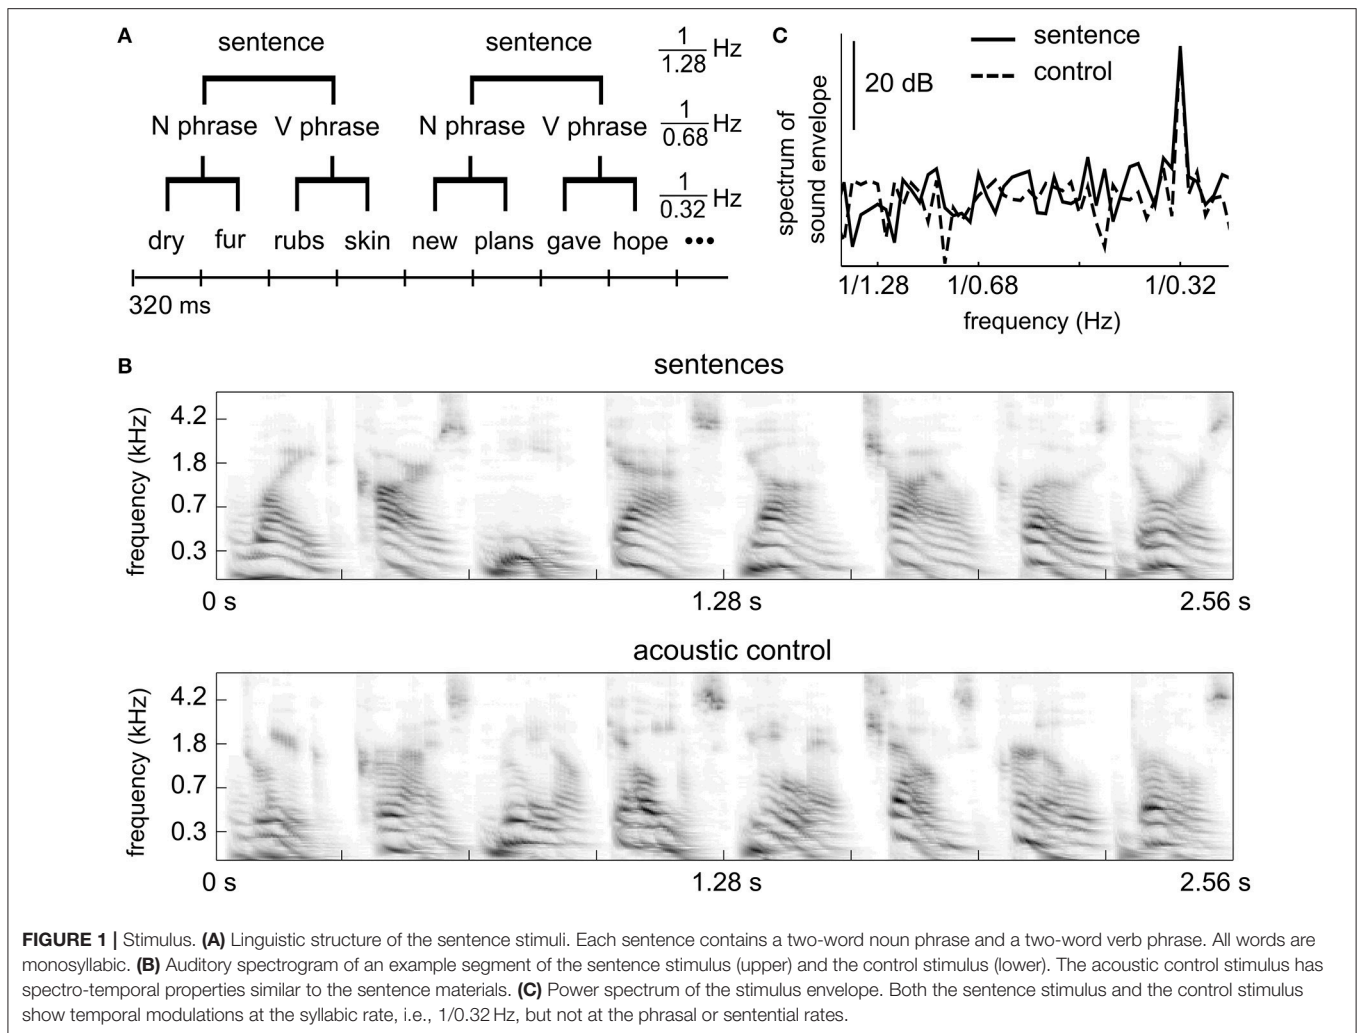 A
sentence sentence 1/1.28 Hz
N phrase V phrase N phrase V phrase 1/0.68 Hz
1/0.32 Hz
dry fur rubs skin new plans gave hope •••
320 ms
C
sentence
control
20 dB
spectrum of
sound envelope
1/1.28 1/0.68 1/0.32
frequency (Hz)
B
sentences
frequency (kHz)
4.2
1.8
0.7
0.3
0 s 1.28 s 2.56 s
acoustic control
frequency (kHz)
4.2
1.8
0.7
0.3
0 s 1.28 s 2.56 s
FIGURE 1 | Stimulus. (A) Linguistic structure of the sentence stimuli. Each sentence contains a two-word noun phrase and a two-word verb phrase. All words are
monosyllabic. (B) Auditory spectrogram of an example segment of the sentence stimulus (upper) and the control stimulus (lower). The acoustic control stimulus has
spectro-temporal properties similar to the sentence materials. (C) Power spectrum of the stimulus envelope. Both the sentence stimulus and the control stimulus
show temporal modulations at the syllabic rate, i.e., 1/0.32 Hz, but not at the phrasal or sentential rates.